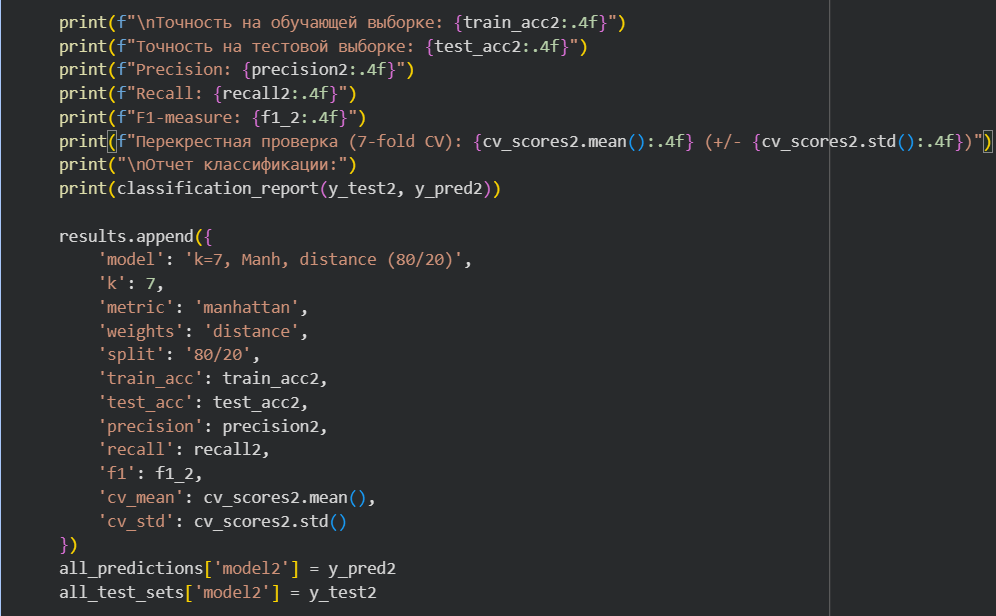 print(f"\nТочность на обучающей выборке: {train_acc2:.4f}")
print(f"Точность на тестовой выборке: {test_acc2:.4f}")
print(f"Precision: {precision2:.4f}")
print(f"Recall: {recall2:.4f}")
print(f"F1-measure: {f1_2:.4f}")
print(f"Перекрестная проверка (7-fold CV): {cv_scores2.mean():.4f} (+/- {cv_scores2.std():.4f})")
print("\nОтчет классификации:")
print(classification_report(y_test2, y_pred2))

results.append({
    'model': 'k=7, Manh, distance (80/20)',
    'k': 7,
    'metric': 'manhattan',
    'weights': 'distance',
    'split': '80/20',
    'train_acc': train_acc2,
    'test_acc': test_acc2,
    'precision': precision2,
    'recall': recall2,
    'f1': f1_2,
    'cv_mean': cv_scores2.mean(),
    'cv_std': cv_scores2.std()
})
all_predictions['model2'] = y_pred2
all_test_sets['model2'] = y_test2